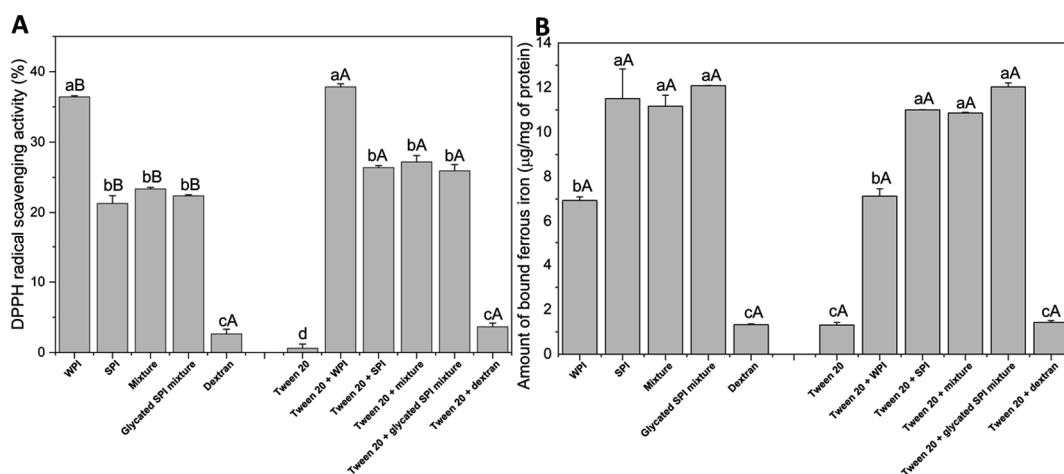 A
DPPH radical scavenging activity (%)
40
30
20
10
0
aB
bB
bB
bB
cA
d
aA
bA
bA
bA
cA
WPI
SPI
Mixture
Glycated SPI mixture
Dextran
Tween 20
Tween 20 + WPI
Tween 20 + SPI
Tween 20 + mixture
Tween 20 + glycated SPI mixture
Tween 20 + dextran
B
Amount of bound ferrous iron (μg/mg of protein)
14
12
10
8
6
4
2
0
bA
aA
aA
aA
cA
cA
bA
aA
aA
aA
cA
WPI
SPI
Mixture
Glycated SPI mixture
Dextran
Tween 20
Tween 20 + WPI
Tween 20 + SPI
Tween 20 + mixture
Tween 20 + glycated SPI mixture
Tween 20 + dextran